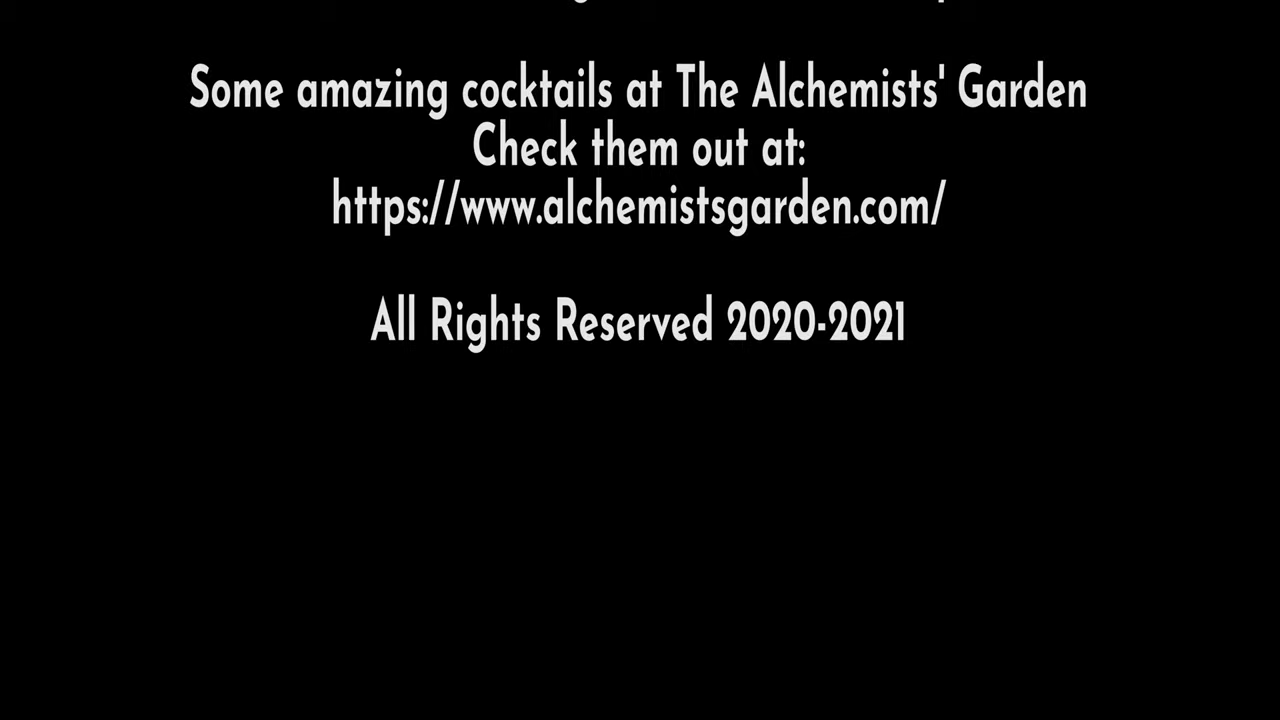 Some amazing cocktails at The Alchemists' Garden
Check them out at:
https://www.alchemistsgarden.com/
All Rights Reserved 2020-2021